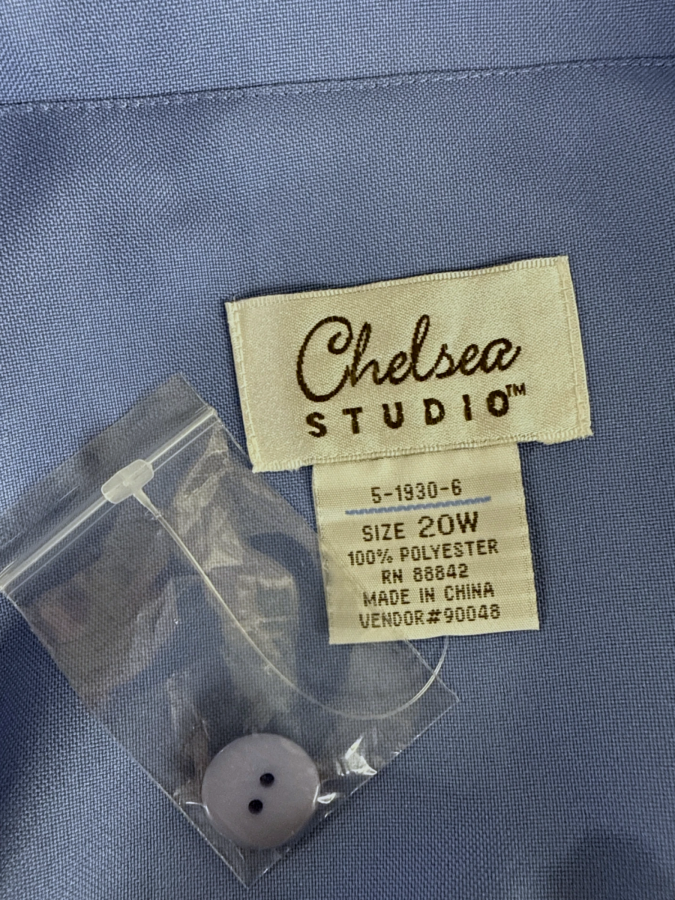 Chelsea
STUDIO™
5-1930-6
SIZE 20W
100% POLYESTER
RN 88842
MADE IN CHINA
VENDOR#90048